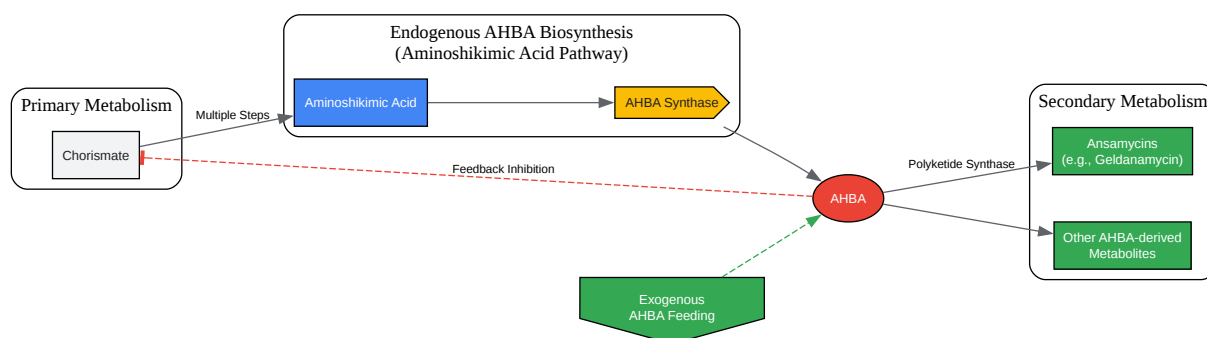 Endogenous AHBA Biosynthesis
(Aminoshikimic Acid Pathway)
Primary Metabolism
Aminoshikimic Acid
AHBA Synthase
Secondary Metabolism
Multiple Steps
Chorismate
Feedback Inhibition
Polyketide Synthase
Ansamycins
(e.g., Geldanamycin)
AHBA
Other AHBA-derived
Metabolites
Exogenous
AHBA Feeding